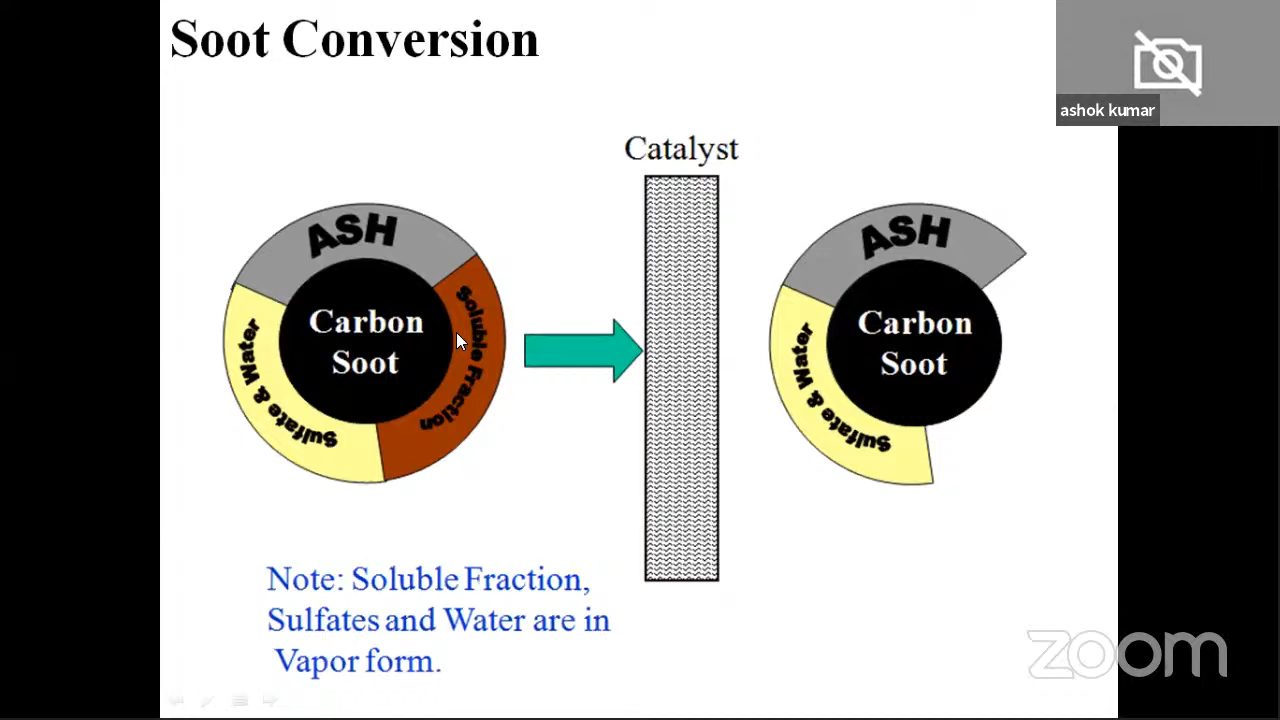 Soot Conversion
ashok kumar
Catalyst
ASH
Carbon
Soot
Soluble Fraction
Sulfate & Water
ASH
Carbon
Soot
Sulfate & Water
Note: Soluble Fraction,
Sulfates and Water are in
Vapor form.
zoom